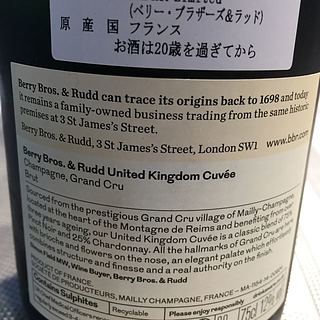 (ベリー・ブラザーズ&ラッド)
原 産 国 フランス
お酒は20歳を過ぎてから
Berry Bros. & Rudd can trace its origins back to 1698 and today
it remains a family-owned business trading from the same historic
premises at 3 St James's Street.
Berry Bros. & Rudd, 3 St James's Street, London SW1 www.bbr.com
Berry Bros. & Rudd United Kingdom Cuvée
Champagne, Grand Cru
Brut
Sourced from the prestigious Grand Cru village of Mailly-Champagne,
located at the heart of the Montagne de Reims and benefiting from
three years ageing, our United Kingdom Cuvée is a classic blend of 75%
Noir and 25% Chardonnay. All the hallmarks of Grand Cru are
with brioche and flowers on the nose, an elegant palate which
structure and finesse and a real authority on the finish.
Field MW, Wine Buyer, Berry Bros. & Rudd
PRODUCT OF FRANCE.
DE PRODUCTEURS, MAILLY CHAMPAGNE, FRANCE
Contains Sulphites
Recyclable
Please enjoy responsibly
75cl